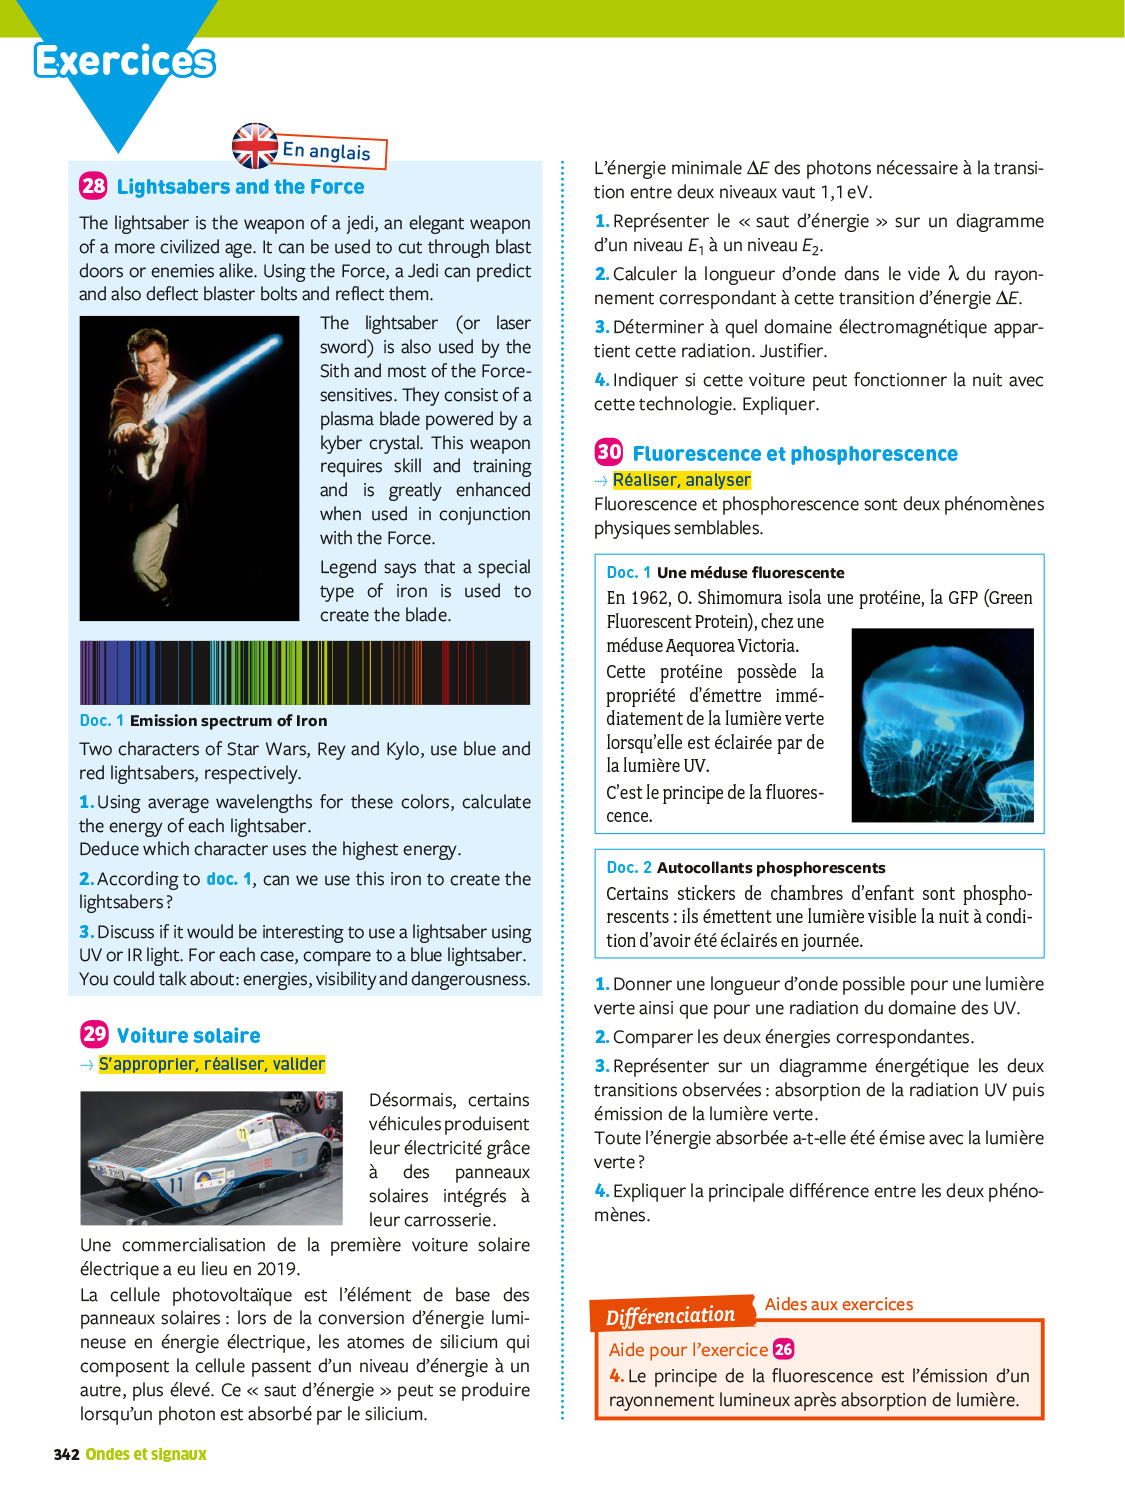 Exercices
En anglais
28 Lightsabers and the Force
The lightsaber is the weapon of a jedi, an elegant weapon
of a more civilized age. It can be used to cut through blast
doors or enemies alike. Using the Force, a Jedi can predict
and also deflect blaster bolts and reflect them.
The lightsaber (or laser
sword) is also used by the
Sith and most of the Force-
sensitives. They consist of a
plasma blade powered by a
kyber crystal. This weapon
requires skill and training
and is greatly enhanced
when used in conjunction
with the Force.
Legend says that a special
type of iron is used to
create the blade.
Doc. 1 Emission spectrum of Iron
Two characters of Star Wars, Rey and Kylo, use blue and
red lightsabers, respectively.
1. Using average wavelengths for these colors, calculate
the energy of each lightsaber.
Deduce which character uses the highest energy.
2. According to doc. 1, can we use this iron to create the
lightsabers ?
3. Discuss if it would be interesting to use a lightsaber using
UV or IR light. For each case, compare to a blue lightsaber.
You could talk about: energies, visibility and dangerousness.
29 Voiture solaire
→ S'approprier, réaliser, valider
11
Désormais, certains
véhicules produisent
leur électricité grâce
à des panneaux
solaires intégrés à
leur carrosserie.
Une commercialisation de la première voiture solaire
électrique a eu lieu en 2019.
La cellule photovoltaïque est l'élément de base des
panneaux solaires : lors de la conversion d'énergie lumi-
neuse en énergie électrique, les atomes de silicium qui
composent la cellule passent d'un niveau d'énergie à un
autre, plus élevé. Ce « saut d'énergie » peut se produire
lorsqu'un photon est absorbé par le silicium.
L'énergie minimale ΔE des photons nécessaire à la transi-
tion entre deux niveaux vaut 1,1 eV.
1. Représenter le « saut d'énergie » sur un diagramme
d'un niveau E₁ à un niveau E₂.
2. Calculer la longueur d'onde dans le vide λ du rayon-
nement correspondant à cette transition d'énergie ΔE.
3. Déterminer à quel domaine électromagnétique appar-
tient cette radiation. Justifier.
4. Indiquer si cette voiture peut fonctionner la nuit avec
cette technologie. Expliquer.
30 Fluorescence et phosphorescence
→ Réaliser, analyser
Fluorescence et phosphorescence sont deux phénomènes
physiques semblables.
Doc. 1 Une méduse fluorescente
En 1962, O. Shimomura isola une protéine, la GFP (Green
Fluorescent Protein), chez une
méduse Aequorea Victoria.
Cette protéine possède la
propriété d'émettre immé-
diatement de la lumière verte
lorsqu'elle est éclairée par de
la lumière UV.
C'est le principe de la fluores-
cence.
Doc. 2 Autocollants phosphorescents
Certains stickers de chambres d'enfant sont phospho-
rescents : ils émettent une lumière visible la nuit à condi-
tion d'avoir été éclairés en journée.
1. Donner une longueur d'onde possible pour une lumière
verte ainsi que pour une radiation du domaine des UV.
2. Comparer les deux énergies correspondantes.
3. Représenter sur un diagramme énergétique les deux
transitions observées : absorption de la radiation UV puis
émission de la lumière verte.
Toute l'énergie absorbée a-t-elle été émise avec la lumière
verte ?
4. Expliquer la principale différence entre les deux phéno-
mènes.
Différenciation Aides aux exercices
Aide pour l'exercice 26
4. Le principe de la fluorescence est l'émission d'un
rayonnement lumineux après absorption de lumière.
342 Ondes et signaux